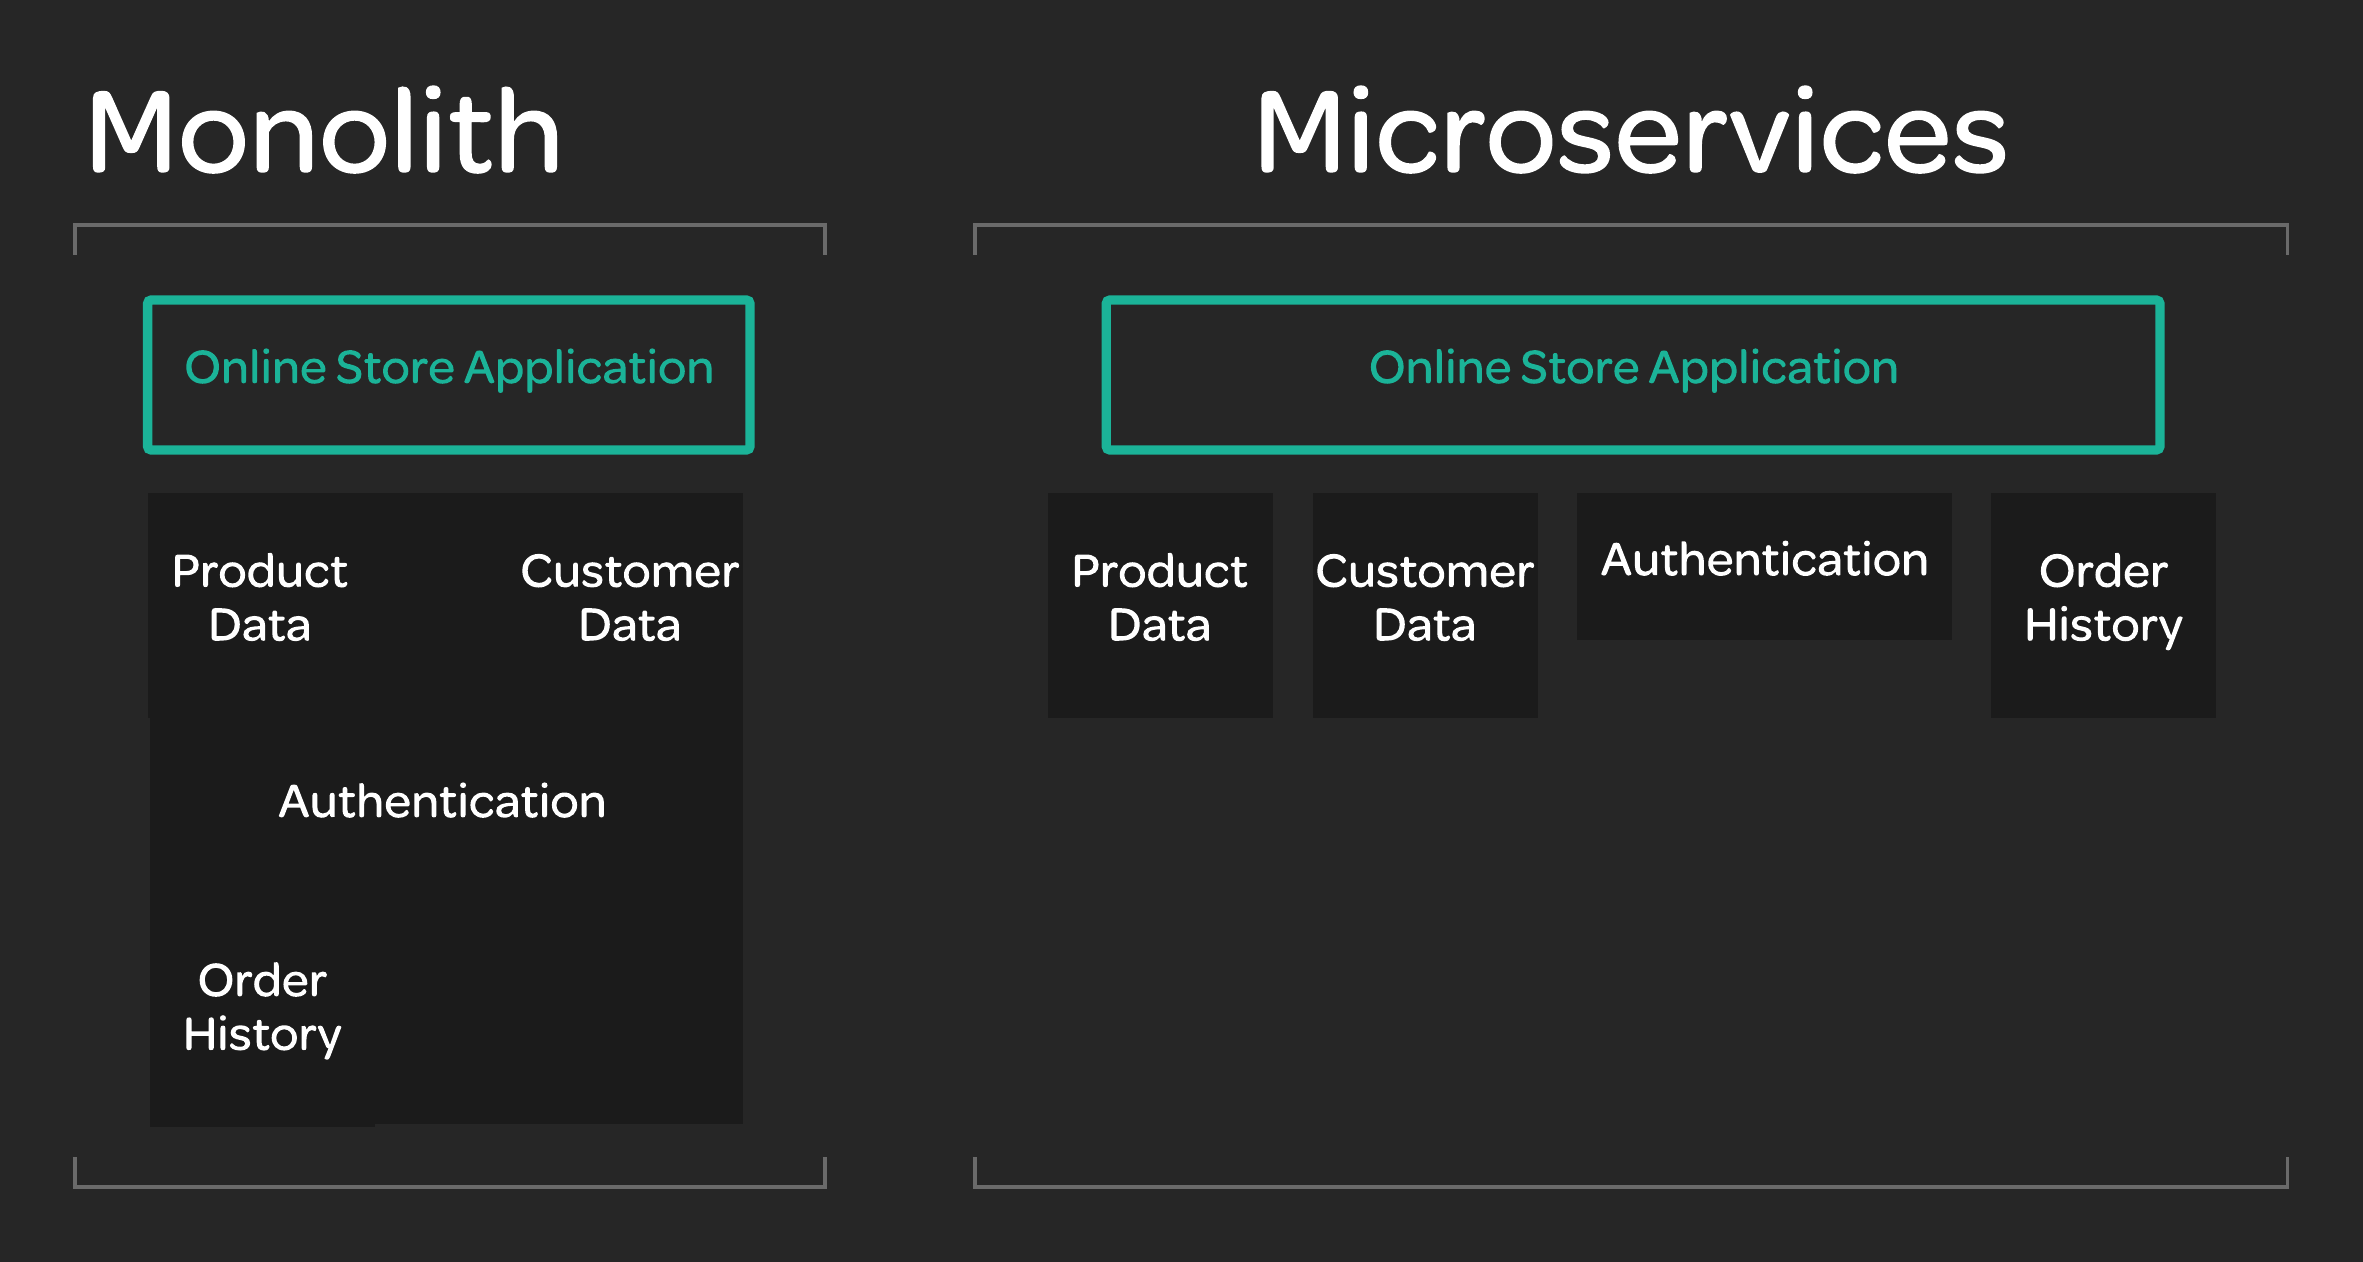 Monolith
Online Store Application
Product
Data
Customer
Data
Authentication
Order
History
Microservices
Online Store Application
Product
Data
Customer
Data
Authentication
Order
History